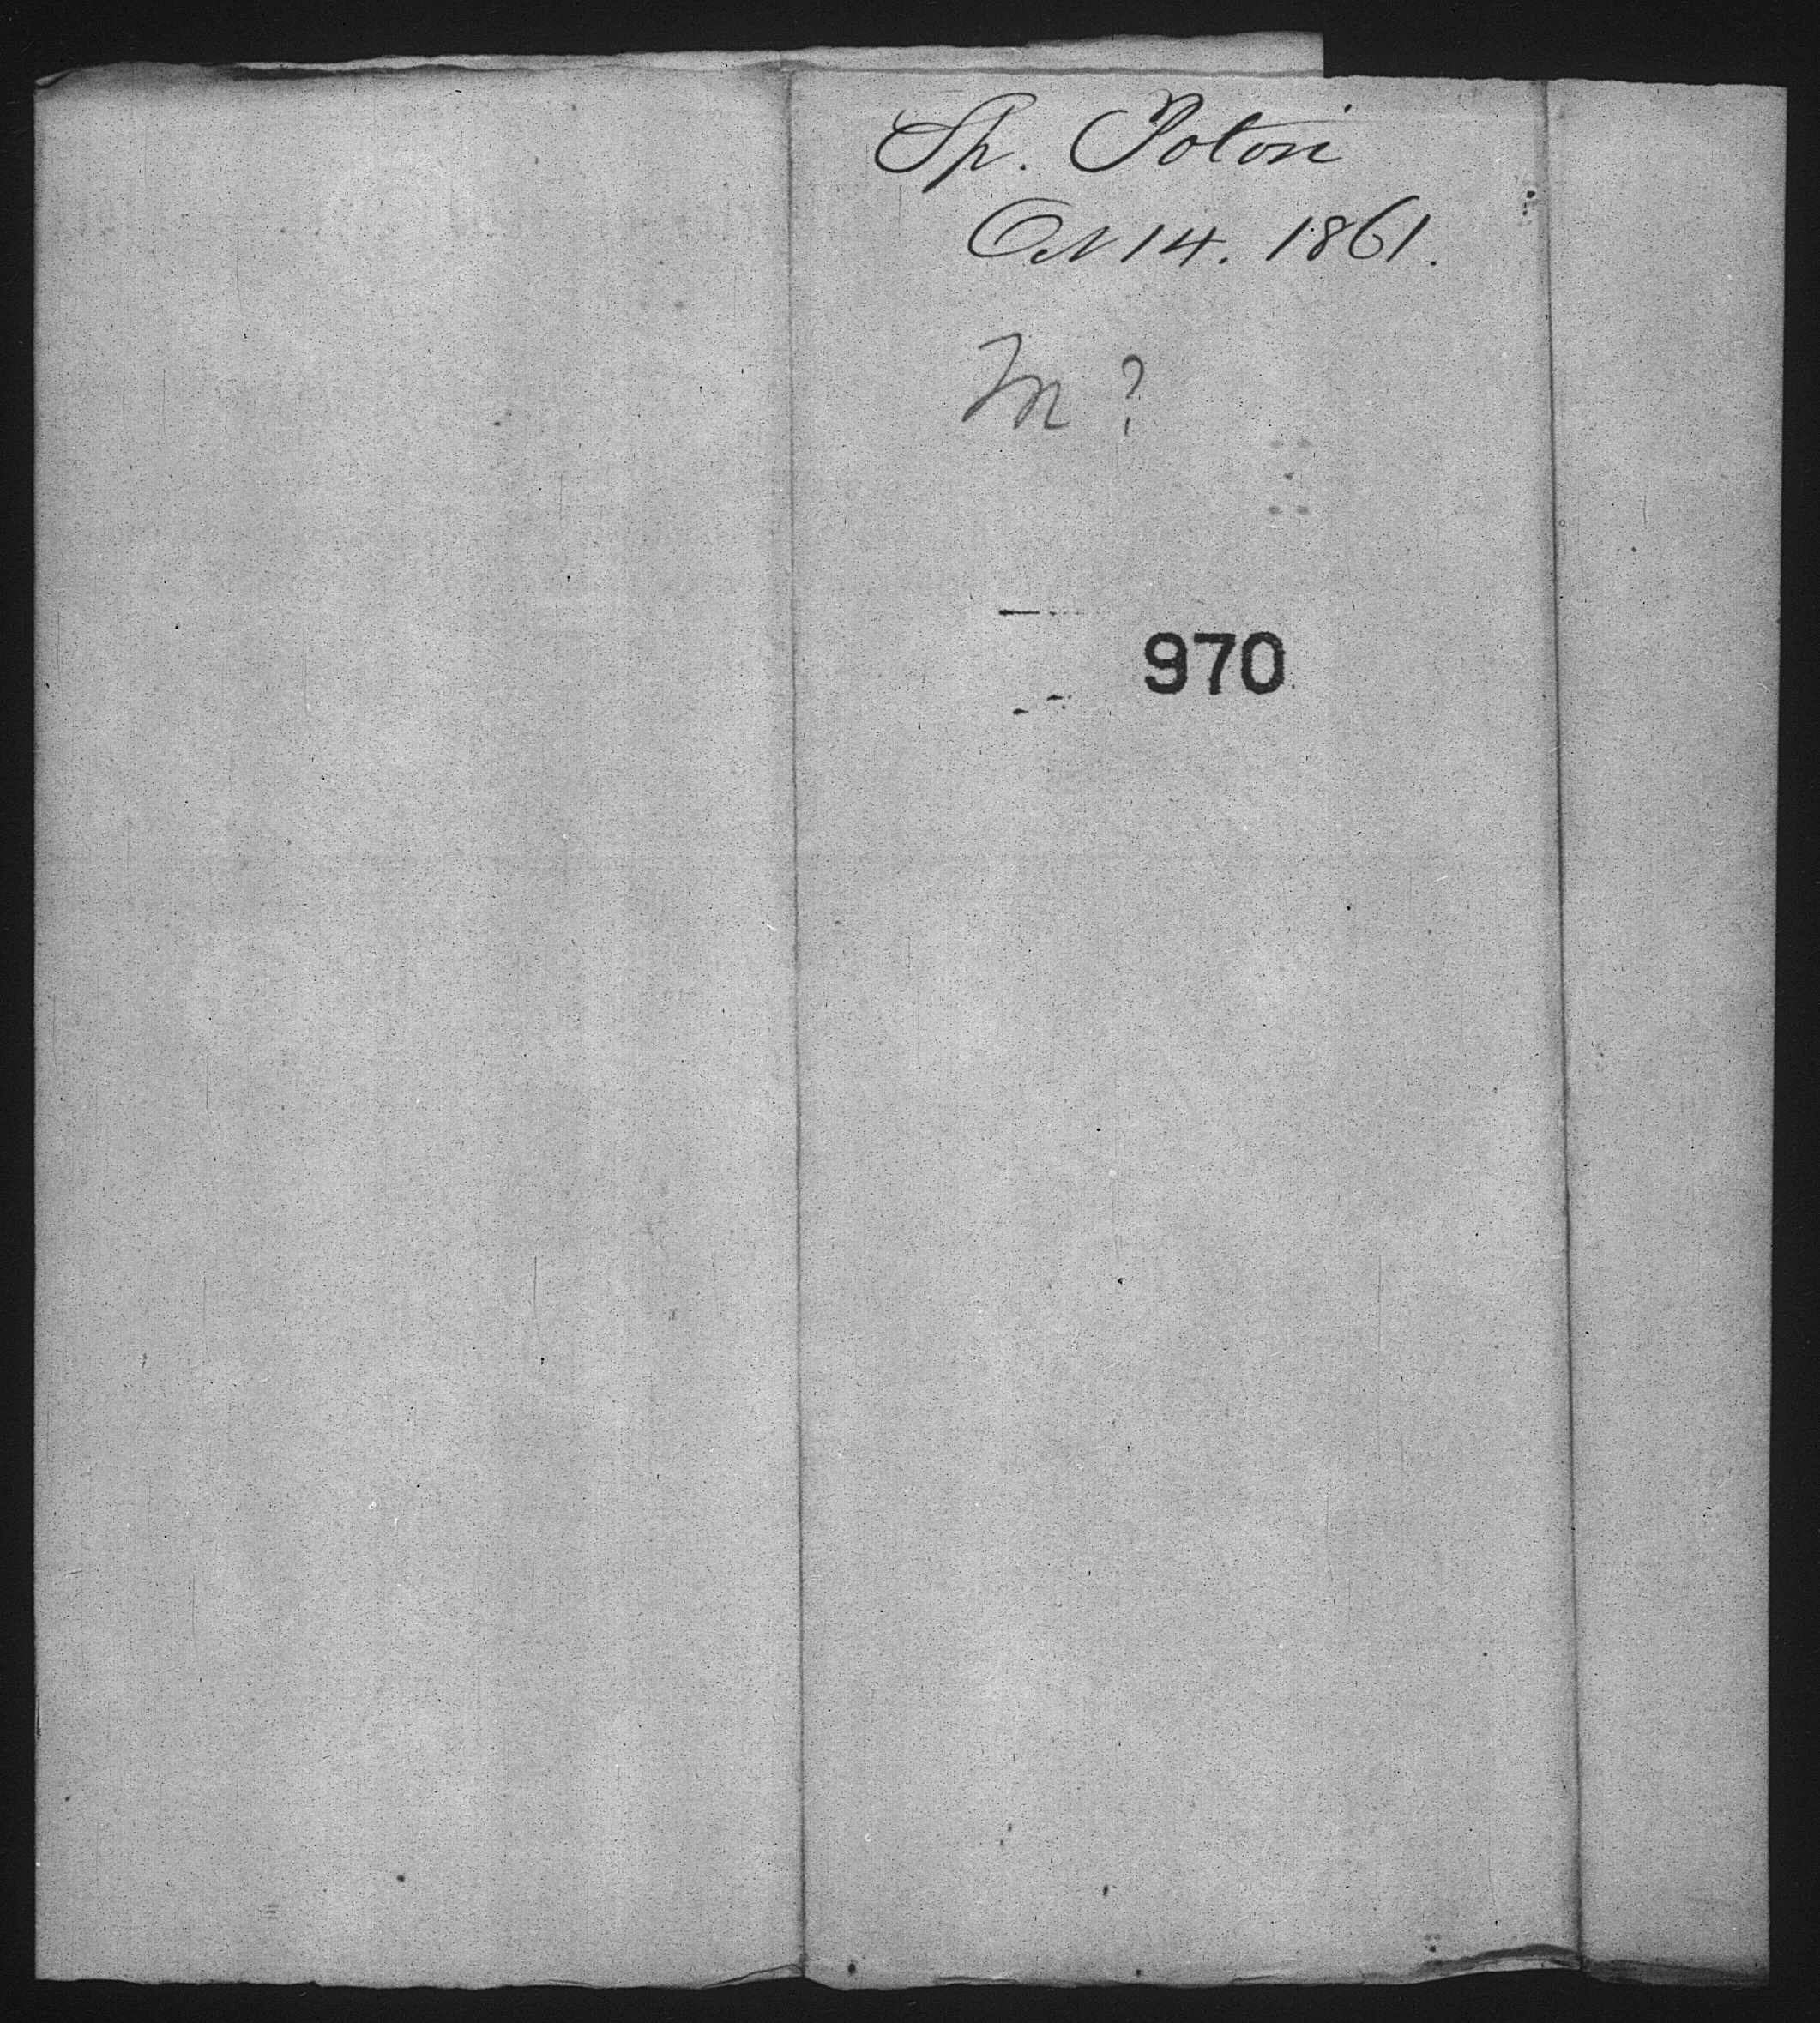 Sp. Potosi
Oct 14. 1861.
M ?
970